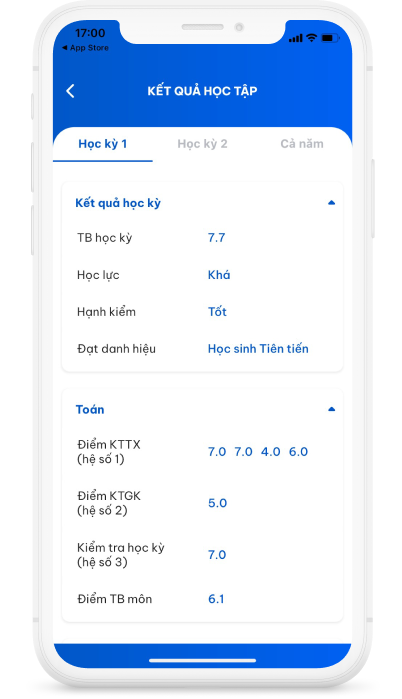 17:00
◀ App Store
KẾT QUẢ HỌC TẬP
Học kỳ 1 Học kỳ 2 Cả năm
Kết quả học kỳ
TB học kỳ 7.7
Học lực Khá
Hạnh kiểm Tốt
Đạt danh hiệu Học sinh Tiên tiến
Toán
Điểm KTTX
(hệ số 1)
7.0 7.0 4.0 6.0
Điểm KTGK
(hệ số 2)
5.0
Kiểm tra học kỳ
(hệ số 3)
7.0
Điểm TB môn 6.1